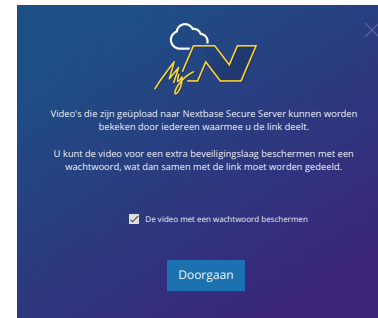 My N
Video's die zijn geüpload naar Nextbase Secure Server kunnen worden
bekeken door iedereen waarmee u de link deelt.
U kunt de video voor een extra beveiligingslaag beschermen met een
wachtwoord, wat dan samen met de link moet worden gedeeld.
De video met een wachtwoord beschermen
Doorgaan